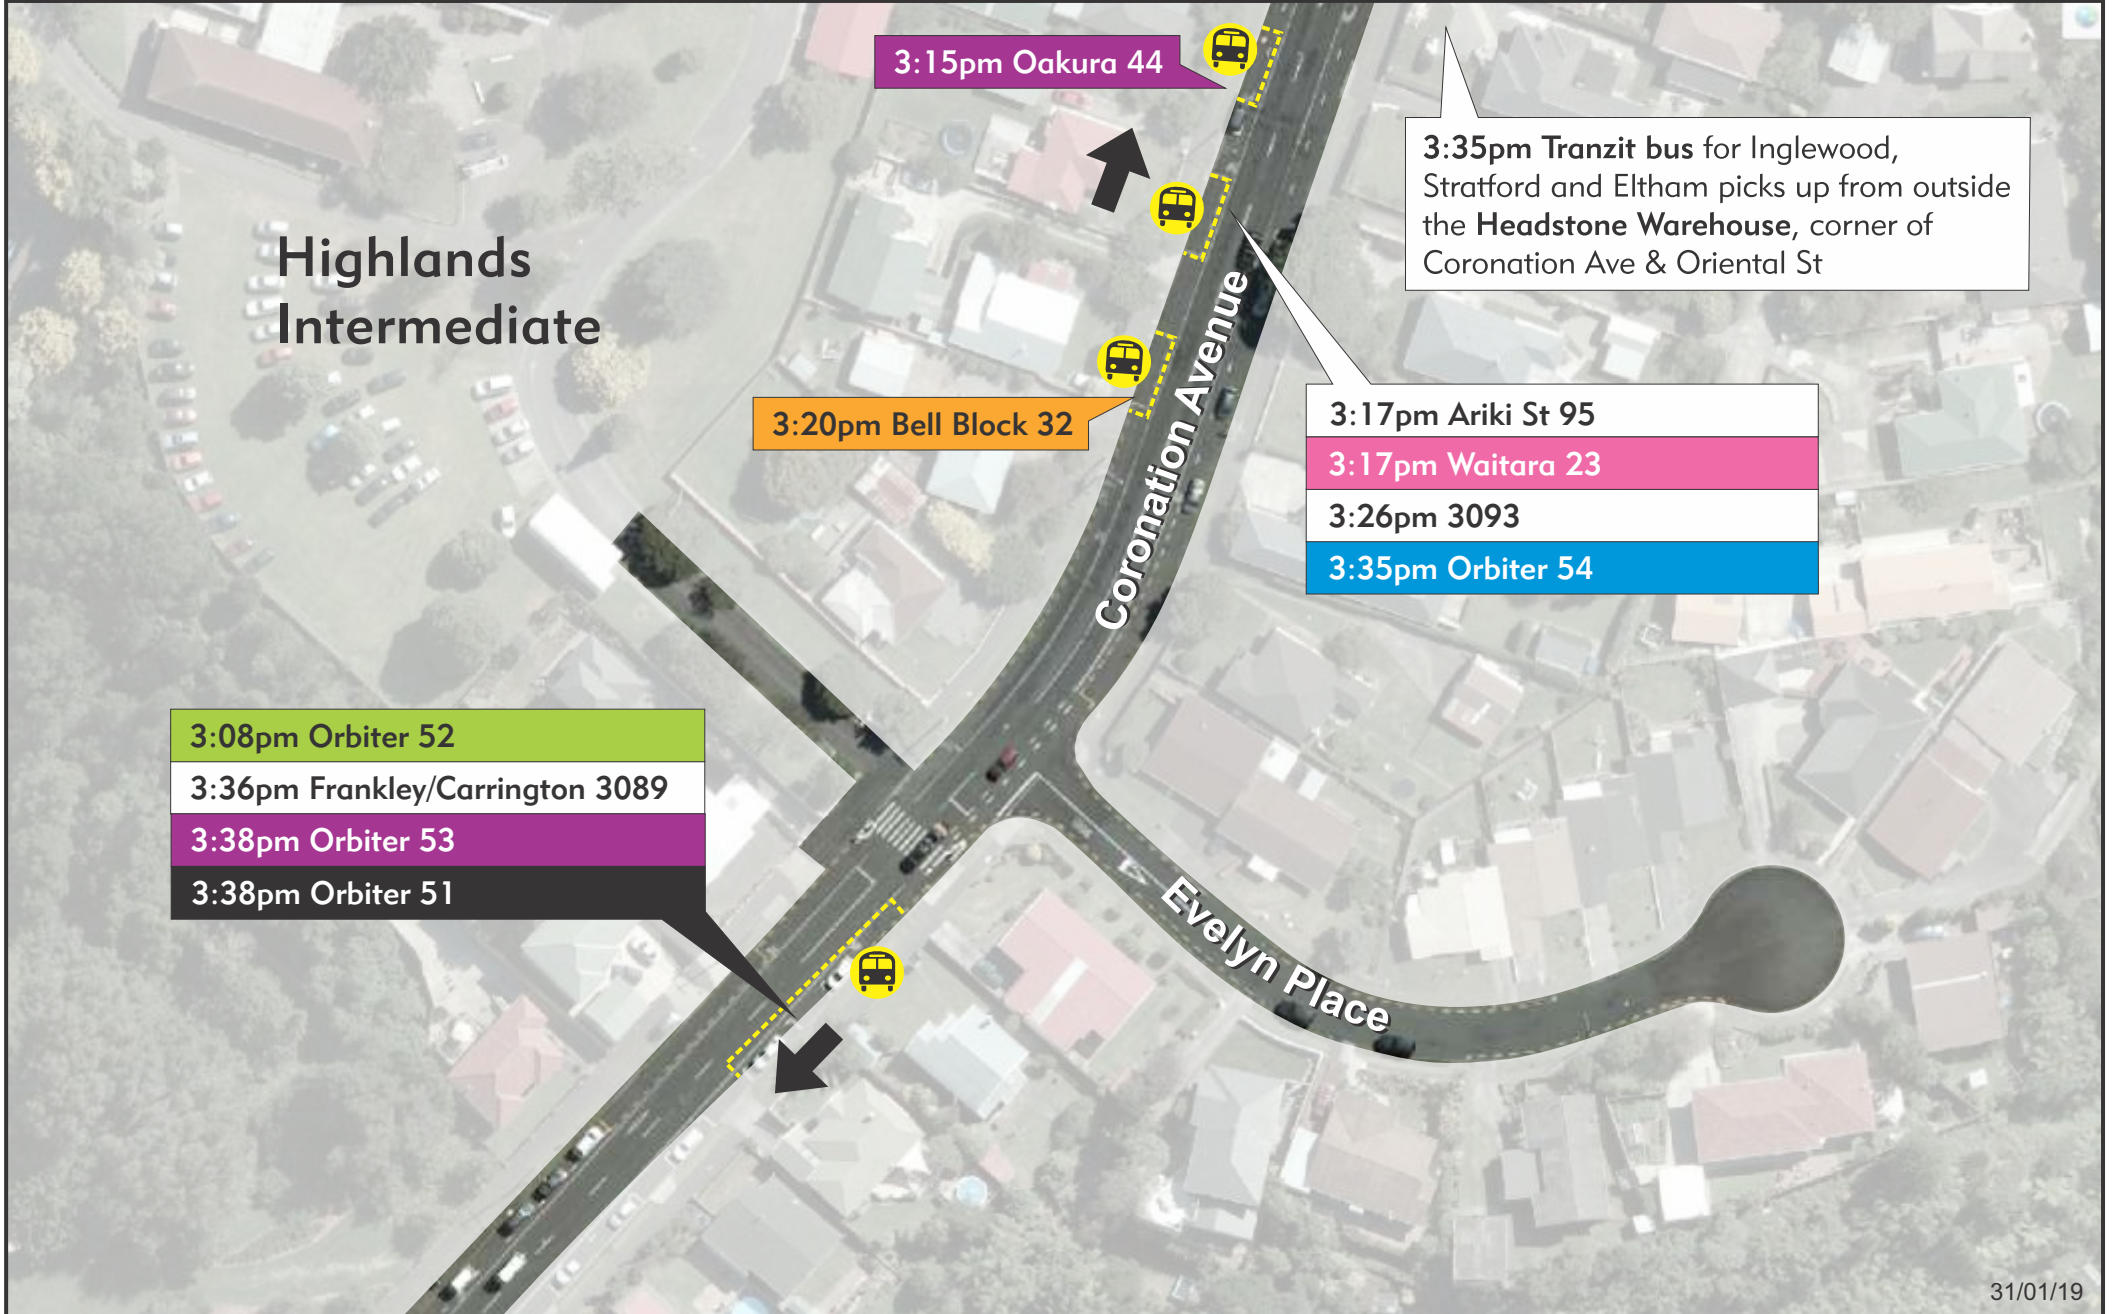 3:15pm Oakura 44
3:35pm Tranzit bus for Inglewood,
Stratford and Eltham picks up from outside
the Headstone Warehouse, corner of
Coronation Ave & Oriental St
Highlands
Intermediate
Coronation Avenue
3:20pm Bell Block 32
3:17pm Ariki St 95
3:17pm Waitara 23
3:26pm 3093
3:35pm Orbiter 54
3:08pm Orbiter 52
3:36pm Frankley/Carrington 3089
3:38pm Orbiter 53
3:38pm Orbiter 51
Evelyn Place
31/01/19